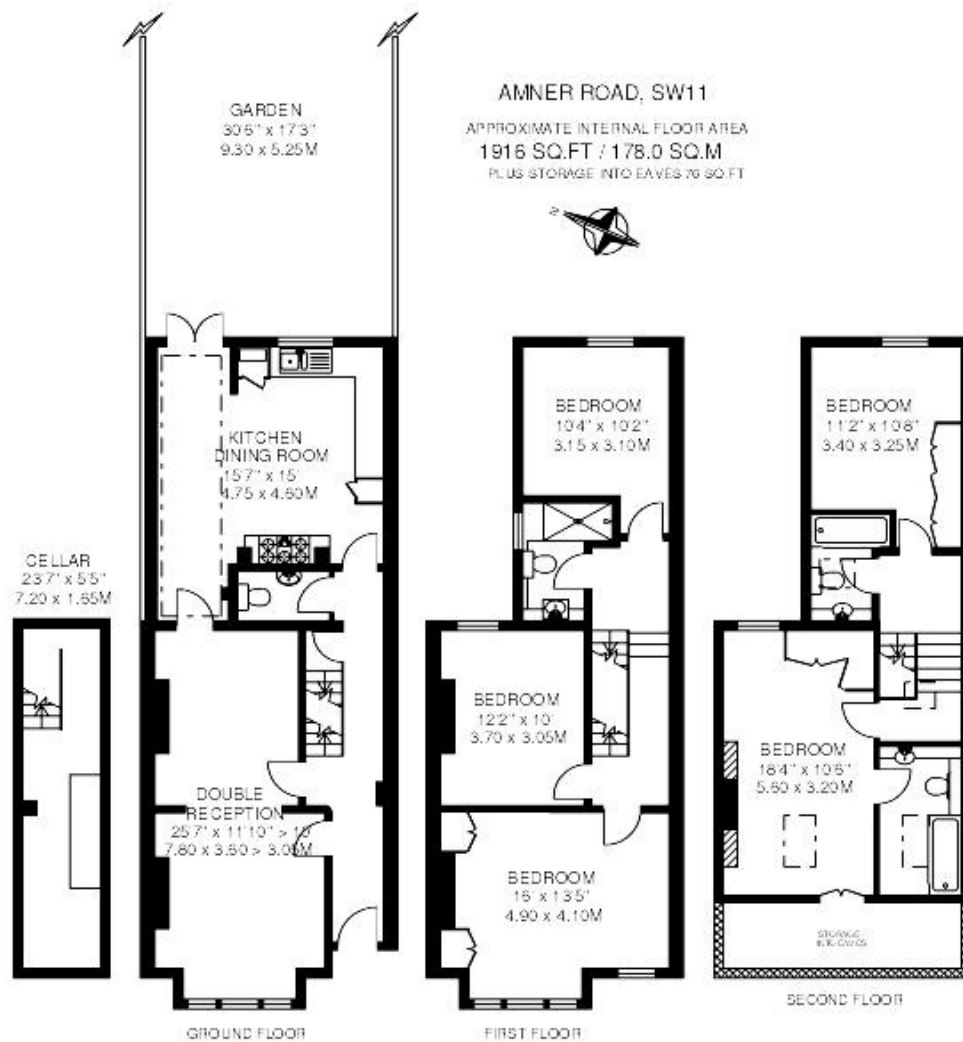 AMNER ROAD, SW11
APPROXIMATE INTERNAL FLOOR AREA
1916 SQ.FT / 178.0 SQ.M
PLUS STORAGE INTO EAVES 76 SQ.FT
N
GARDEN
30'6" x 17'3"
9.30 x 5.25M
KITCHEN
DINING ROOM
15'7" x 15'
4.75 x 4.60M
CELLAR
23'7" x 5'5"
7.20 x 1.65M
DOUBLE
RECEPTION
25'7" x 11'10" > 10'
7.80 x 3.60 > 3.05M
GROUND FLOOR
BEDROOM
10'4" x 10'2"
3.15 x 3.10M
BEDROOM
12'2" x 10'
3.70 x 3.05M
BEDROOM
16' x 13'5"
4.90 x 4.10M
FIRST FLOOR
BEDROOM
11'2" x 10'8"
3.40 x 3.25M
BEDROOM
18'4" x 10'6"
5.60 x 3.20M
STORAGE
INTO EAVES
SECOND FLOOR